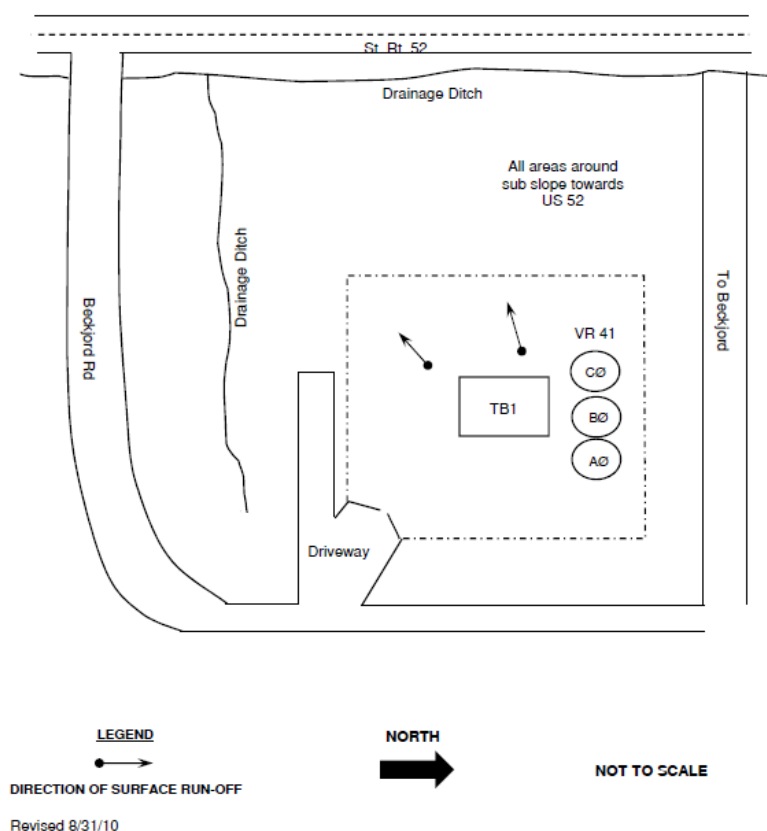 St. Rt. 52
Drainage Ditch
All areas around
sub slope towards
US 52
Drainage Ditch
Beckjord Rd
To Beckjord
VR 41
CØ
BØ
AØ
TB1
Driveway
LEGEND
DIRECTION OF SURFACE RUN-OFF
NORTH
NOT TO SCALE
Revised 8/31/10